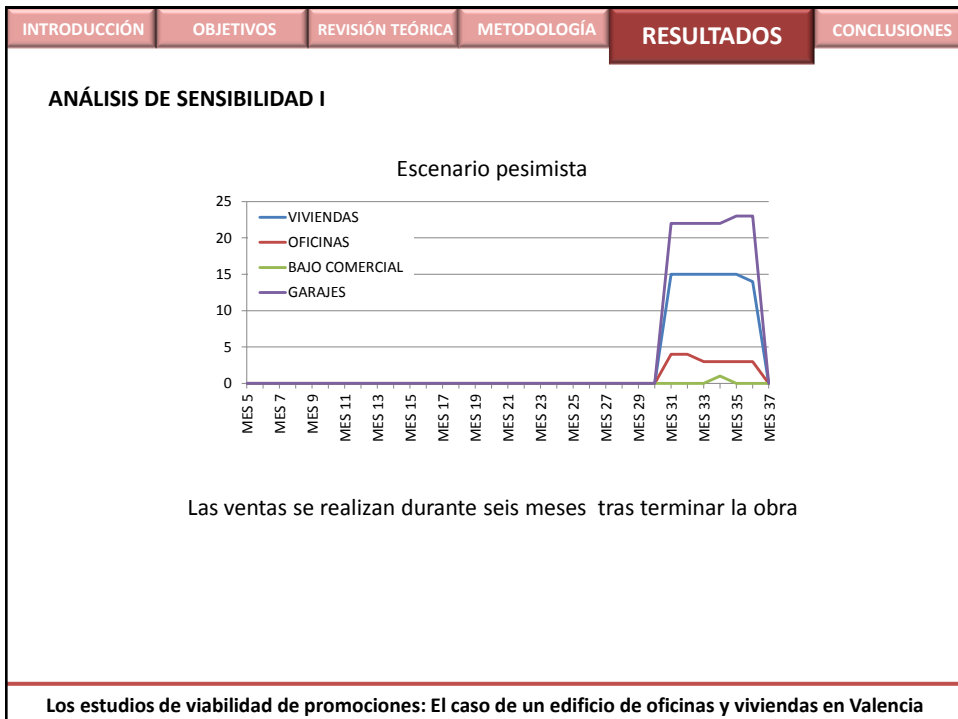 INTRODUCCIÓN OBJETIVOS REVISIÓN TEÓRICA METODOLOGÍA RESULTADOS CONCLUSIONES
ANÁLISIS DE SENSIBILIDAD I
Escenario pesimista
25
20
15
10
5
0
VIVIENDAS
OFICINAS
BAJO COMERCIAL
GARAJES
MES 5
MES 7
MES 9
MES 11
MES 13
MES 15
MES 17
MES 19
MES 21
MES 23
MES 25
MES 27
MES 29
MES 31
MES 33
MES 35
MES 37
Las ventas se realizan durante seis meses tras terminar la obra
Los estudios de viabilidad de promociones: El caso de un edificio de oficinas y viviendas en Valencia